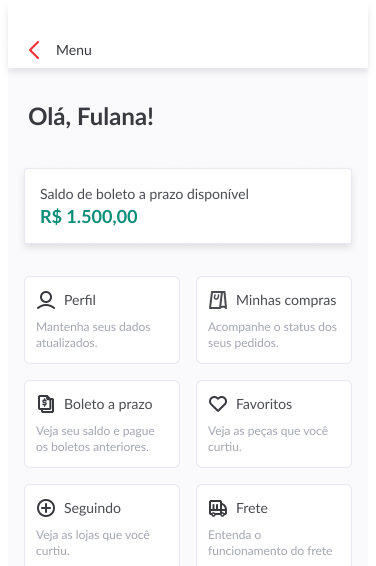 Menu
Olá, Fulana!
Saldo de boleto a prazo disponível
R$ 1.500,00
Perfil
Mantenha seus dados
atualizados.
Minhas compras
Acompanhe o status dos
seus pedidos.
Boleto a prazo
Veja seu saldo e pague
os boletos anteriores.
Favoritos
Veja as peças que você
curtiu.
Seguindo
Veja as lojas que você
curtiu.
Frete
Entenda o
funcionamento do frete